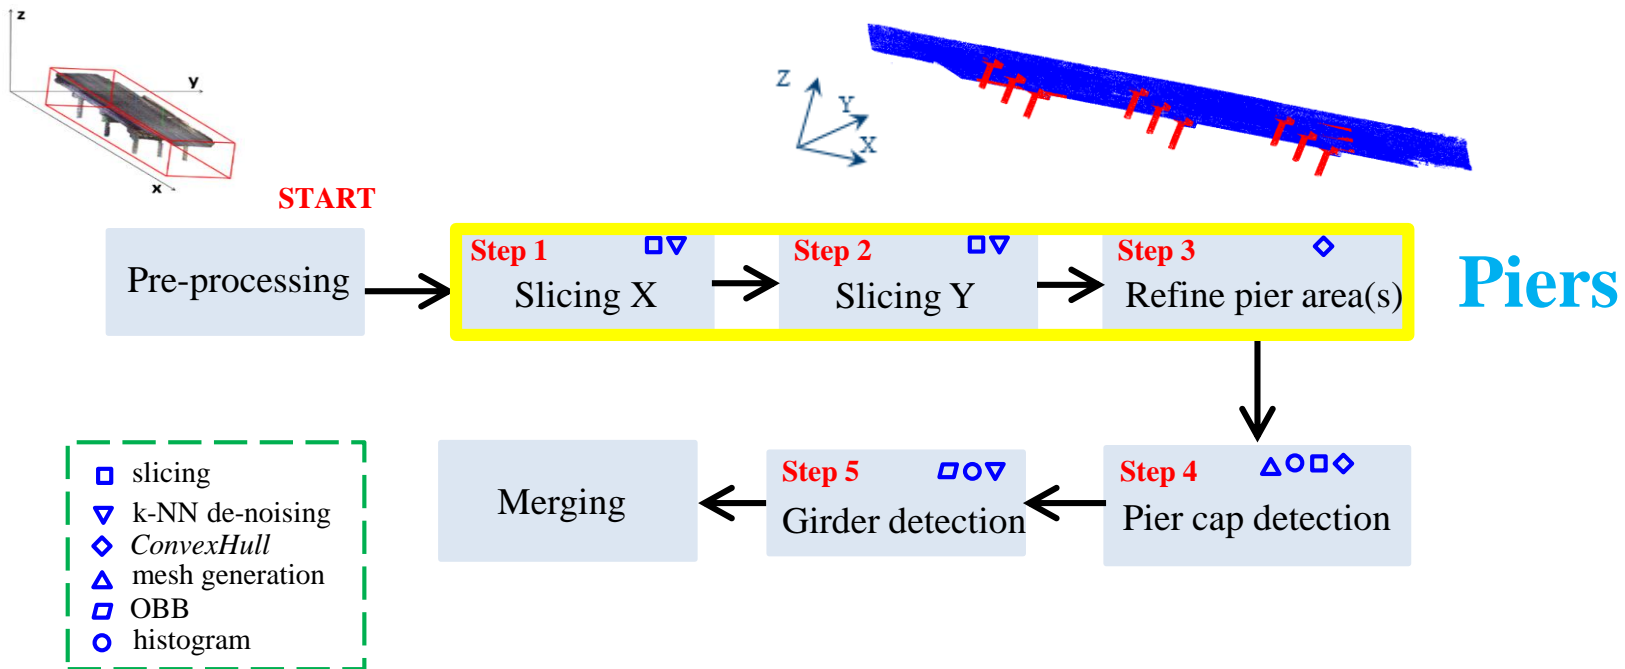 z
y
x
Z
Y
X
START
Pre-processing
Step 1
Slicing X
Step 2
Slicing Y
Step 3
Refine pier area(s)
Piers
Step 4
Pier cap detection
Step 5
Girder detection
Merging
slicing
k-NN de-noising
ConvexHull
mesh generation
OBB
histogram